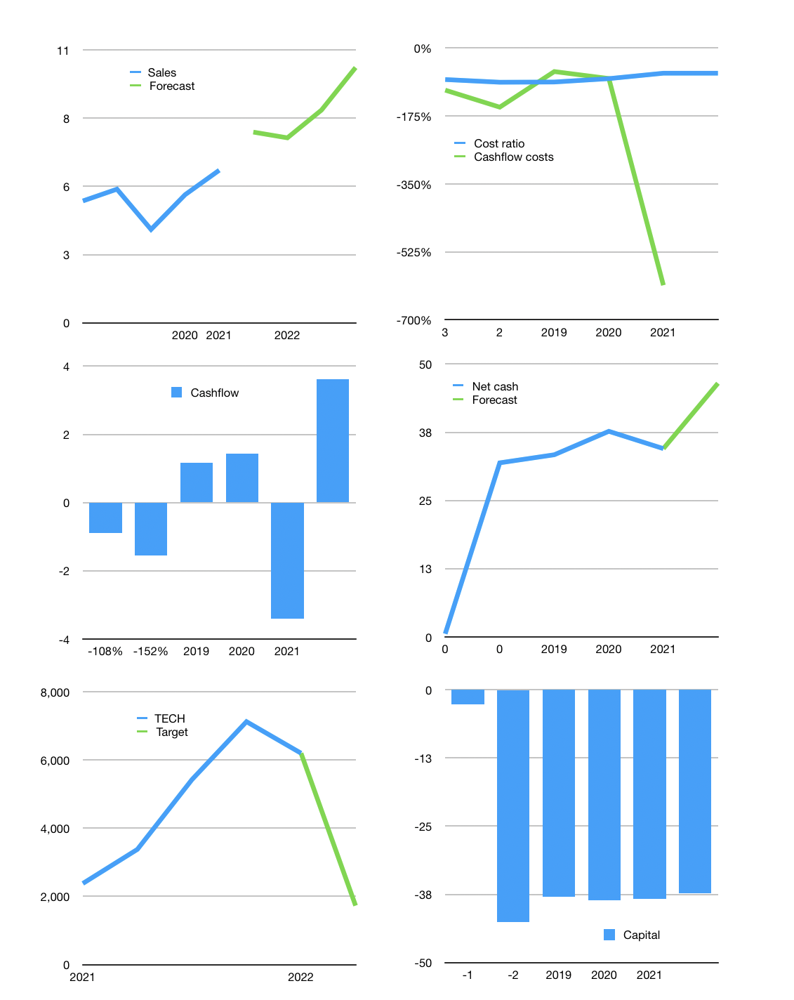 11
Sales
Forecast
8
6
3
0
2020 2021 2022
0%
-175%
Cost ratio
Cashflow costs
-350%
-525%
-700%
3 2 2019 2020 2021
4
Cashflow
2
0
-2
-4
-108% -152% 2019 2020 2021
50
Net cash
Forecast
38
25
13
0
0 0 2019 2020 2021
8,000
TECH
Target
6,000
4,000
2,000
0
2021 2022
0
-13
-25
-38
Capital
-50
-1 -2 2019 2020 2021